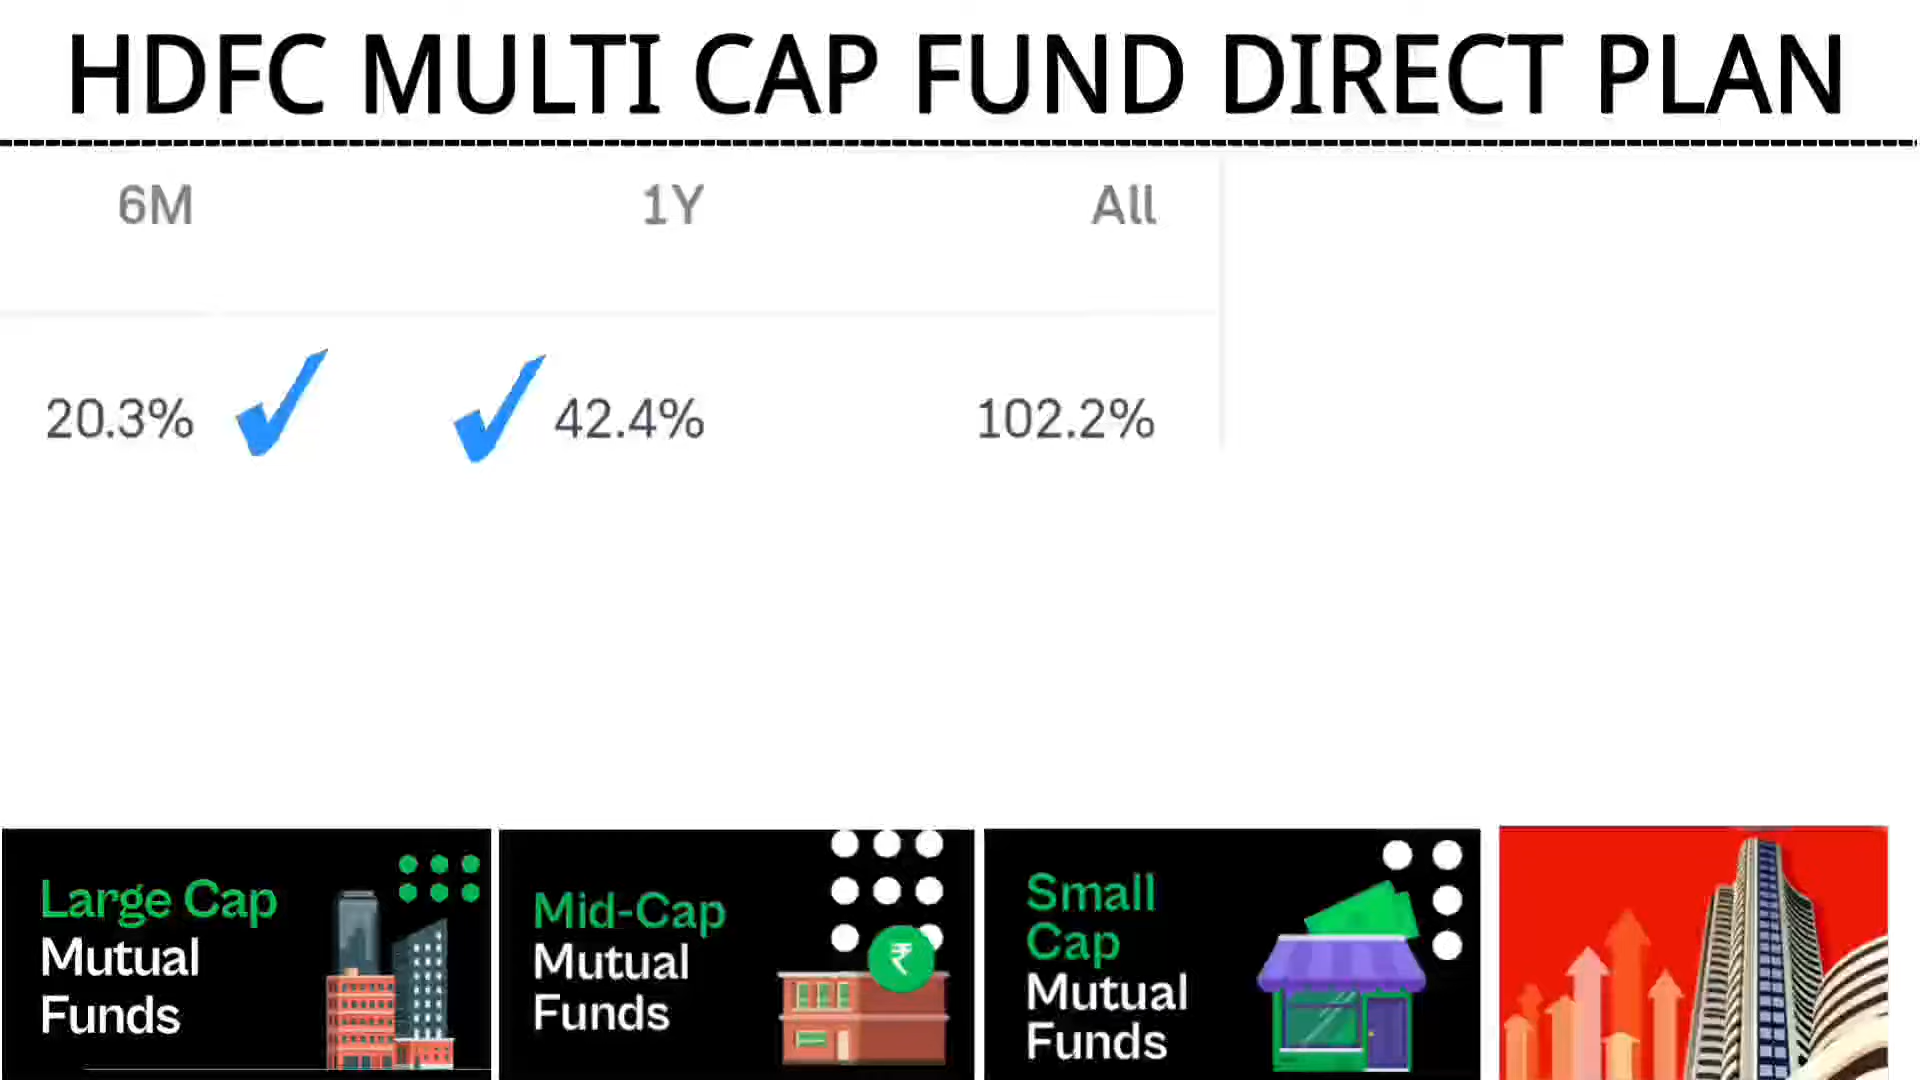 HDFC MULTI CAP FUND DIRECT PLAN
6M 1Y All
20.3% 42.4% 102.2%
Large Cap
Mutual
Funds
Mid-Cap
Mutual
Funds
₹
Small
Cap
Mutual
Funds